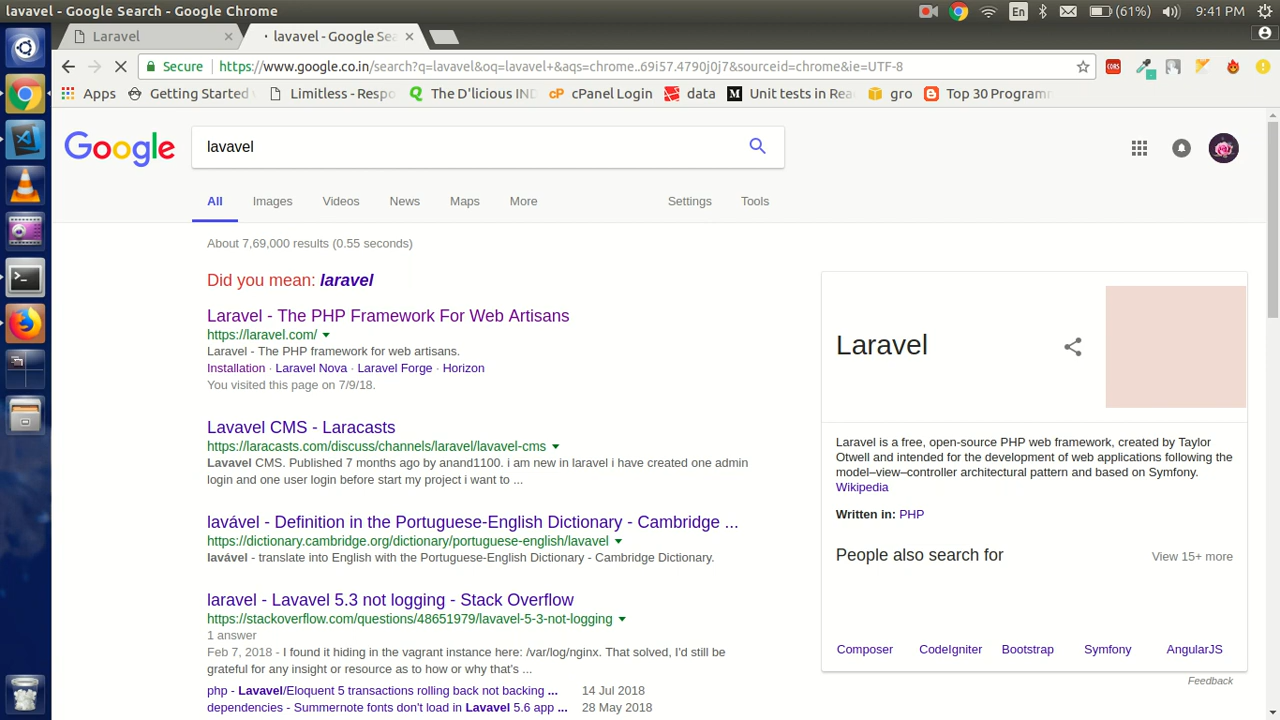 lavavel - Google Search - Google Chrome
En
(61%)
9:41 PM
Laravel
lavavel - Google Sea
Secure
https://www.google.co.in/search?q=lavavel&oq=lavavel+&aqs=chrome..69i57.4790j0j7&sourceid=chrome&ie=UTF-8
Apps
Getting Started
Limitless - Respo
The D'licious IND
cPanel Login
data
Unit tests in Rea
gro
Top 30 Programm
Google
lavavel
All
Images
Videos
News
Maps
More
Settings
Tools
About 7,69,000 results (0.55 seconds)
Did you mean: laravel
Laravel - The PHP Framework For Web Artisans
https://laravel.com/
Laravel - The PHP framework for web artisans.
Installation · Laravel Nova · Laravel Forge · Horizon
You visited this page on 7/9/18.
Lavavel CMS - Laracasts
https://laracasts.com/discuss/channels/laravel/lavavel-cms
Lavavel CMS. Published 7 months ago by anand1100. i am new in laravel i have created one admin
login and one user login before start my project i want to ...
lavável - Definition in the Portuguese-English Dictionary - Cambridge ...
https://dictionary.cambridge.org/dictionary/portuguese-english/lavavel
lavável - translate into English with the Portuguese-English Dictionary - Cambridge Dictionary.
laravel - Lavavel 5.3 not logging - Stack Overflow
https://stackoverflow.com/questions/48651979/lavavel-5-3-not-logging
1 answer
Feb 7, 2018 - I found it hiding in the vagrant instance here: /var/log/nginx. That solved, I'd still be
grateful for any insight or resource as to how or why that's ...
php - Lavavel/Eloquent 5 transactions rolling back not backing ...
14 Jul 2018
dependencies - Summernote fonts don't load in Lavavel 5.6 app ...
28 May 2018
Laravel
Laravel is a free, open-source PHP web framework, created by Taylor
Otwell and intended for the development of web applications following the
model–view–controller architectural pattern and based on Symfony.
Wikipedia
Written in: PHP
People also search for
View 15+ more
Composer
CodeIgniter
Bootstrap
Symfony
AngularJS
Feedback